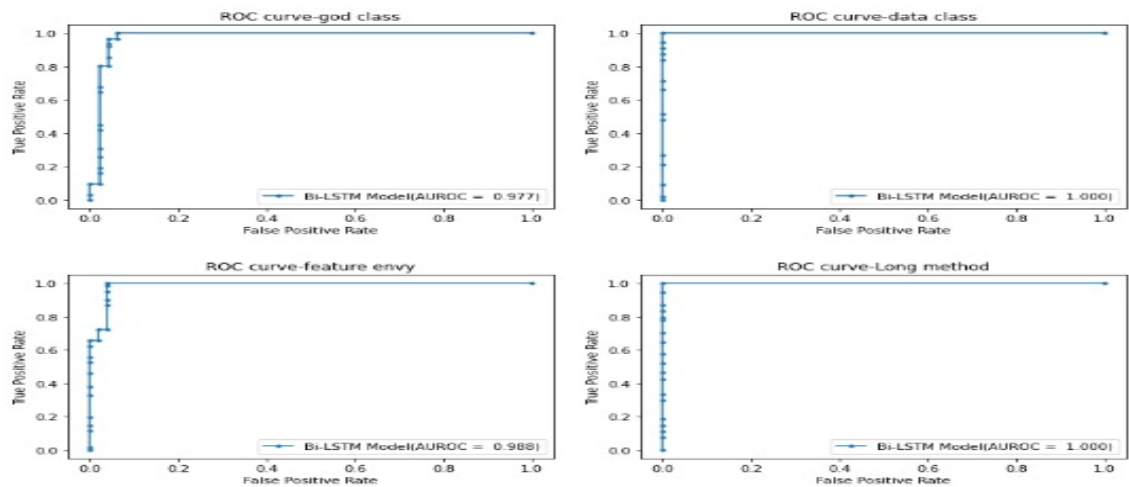 ROC curve-god class
True Positive Rate
1.0
0.8
0.6
0.4
0.2
0.0
Bi-LSTM Model(AUROC = 0.977)
0.0 0.2 0.4 0.6 0.8 1.0
False Positive Rate
ROC curve-data class
True Positive Rate
1.0
0.8
0.6
0.4
0.2
0.0
Bi-LSTM Model(AUROC = 1.000)
0.0 0.2 0.4 0.6 0.8 1.0
False Positive Rate
ROC curve-feature envy
True Positive Rate
1.0
0.8
0.6
0.4
0.2
0.0
Bi-LSTM Model(AUROC = 0.988)
0.0 0.2 0.4 0.6 0.8 1.0
False Positive Rate
ROC curve-Long method
True Positive Rate
1.0
0.8
0.6
0.4
0.2
0.0
Bi-LSTM Model(AUROC = 1.000)
0.0 0.2 0.4 0.6 0.8 1.0
False Positive Rate